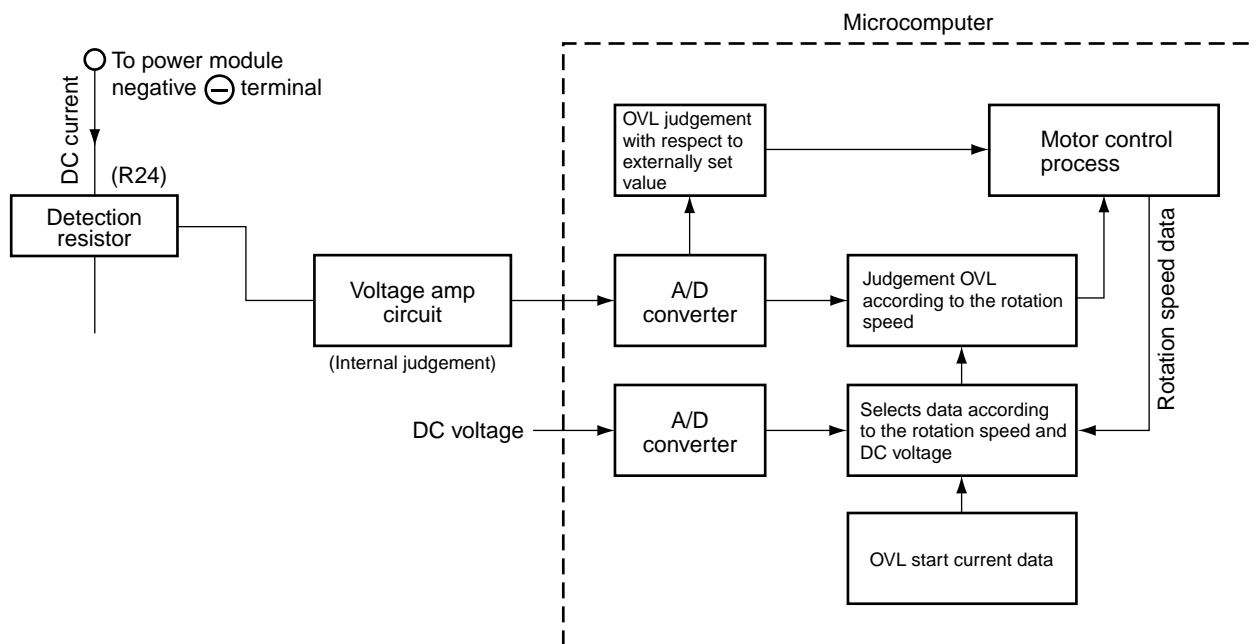 Microcomputer
To power module
negative ⊖ terminal
DC current
(R24)
Detection
resistor
Voltage amp
circuit
(Internal judgement)
OVL judgement
with respect to
externally set
value
Motor control
process
A/D
converter
Judgement OVL
according to the rotation
speed
Rotation speed data
DC voltage
A/D
converter
Selects data according
to the rotation speed and
DC voltage
OVL start current data